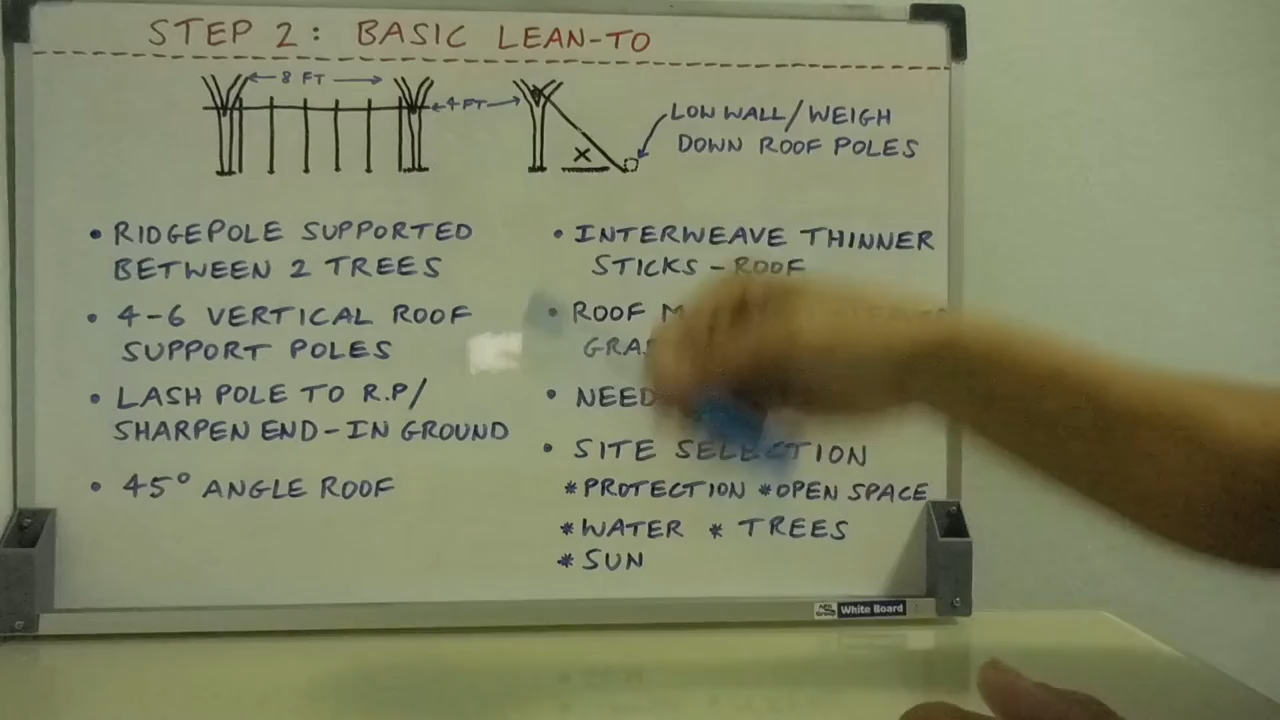 STEP 2: BASIC LEAN-TO
8 FT
4 FT
X
LOW WALL/WEIGH
DOWN ROOF POLES
• RIDGEPOLE SUPPORTED
BETWEEN 2 TREES
• 4-6 VERTICAL ROOF
SUPPORT POLES
• LASH POLE TO R.P/
SHARPEN END-IN GROUND
• 45° ANGLE ROOF
• INTERWEAVE THINNER
STICKS - ROOF
• ROOF
• NEED
• SITE SELECTION
*PROTECTION *OPEN SPACE
*WATER * TREES
*SUN
White Board